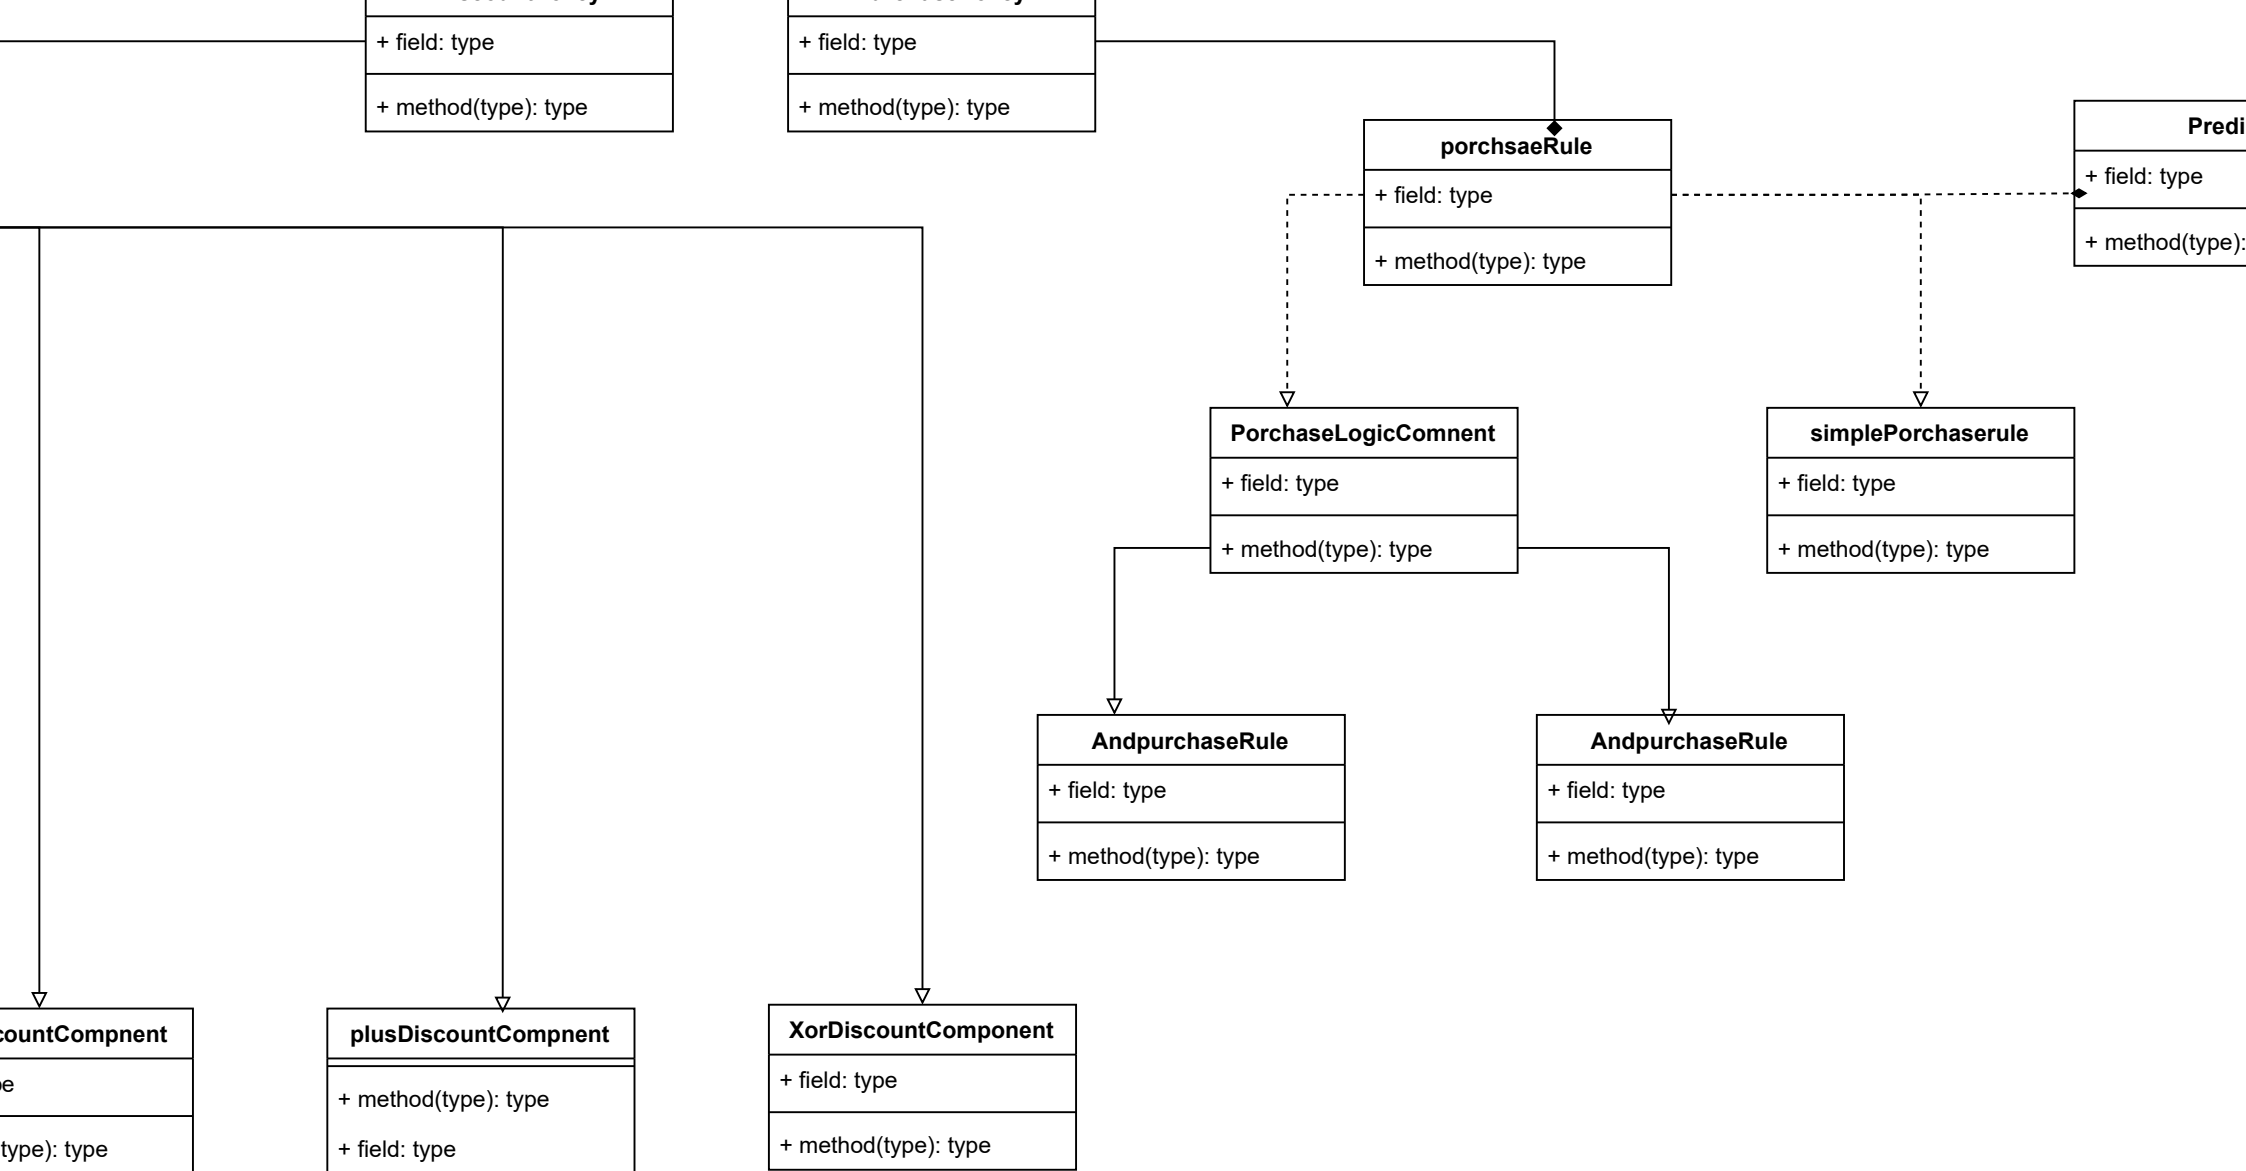 + field: type
+ method(type): type
+ field: type
+ method(type): type
porchsaeRule
+ field: type
+ method(type): type
Predi
+ field: type
+ method(type):
PorchaseLogicComnent
+ field: type
+ method(type): type
simplePorchaserule
+ field: type
+ method(type): type
AndpurchaseRule
+ field: type
+ method(type): type
AndpurchaseRule
+ field: type
+ method(type): type
countCompnent
pe
type): type
plusDiscountCompnent
+ method(type): type
+ field: type
XorDiscountComponent
+ field: type
+ method(type): type